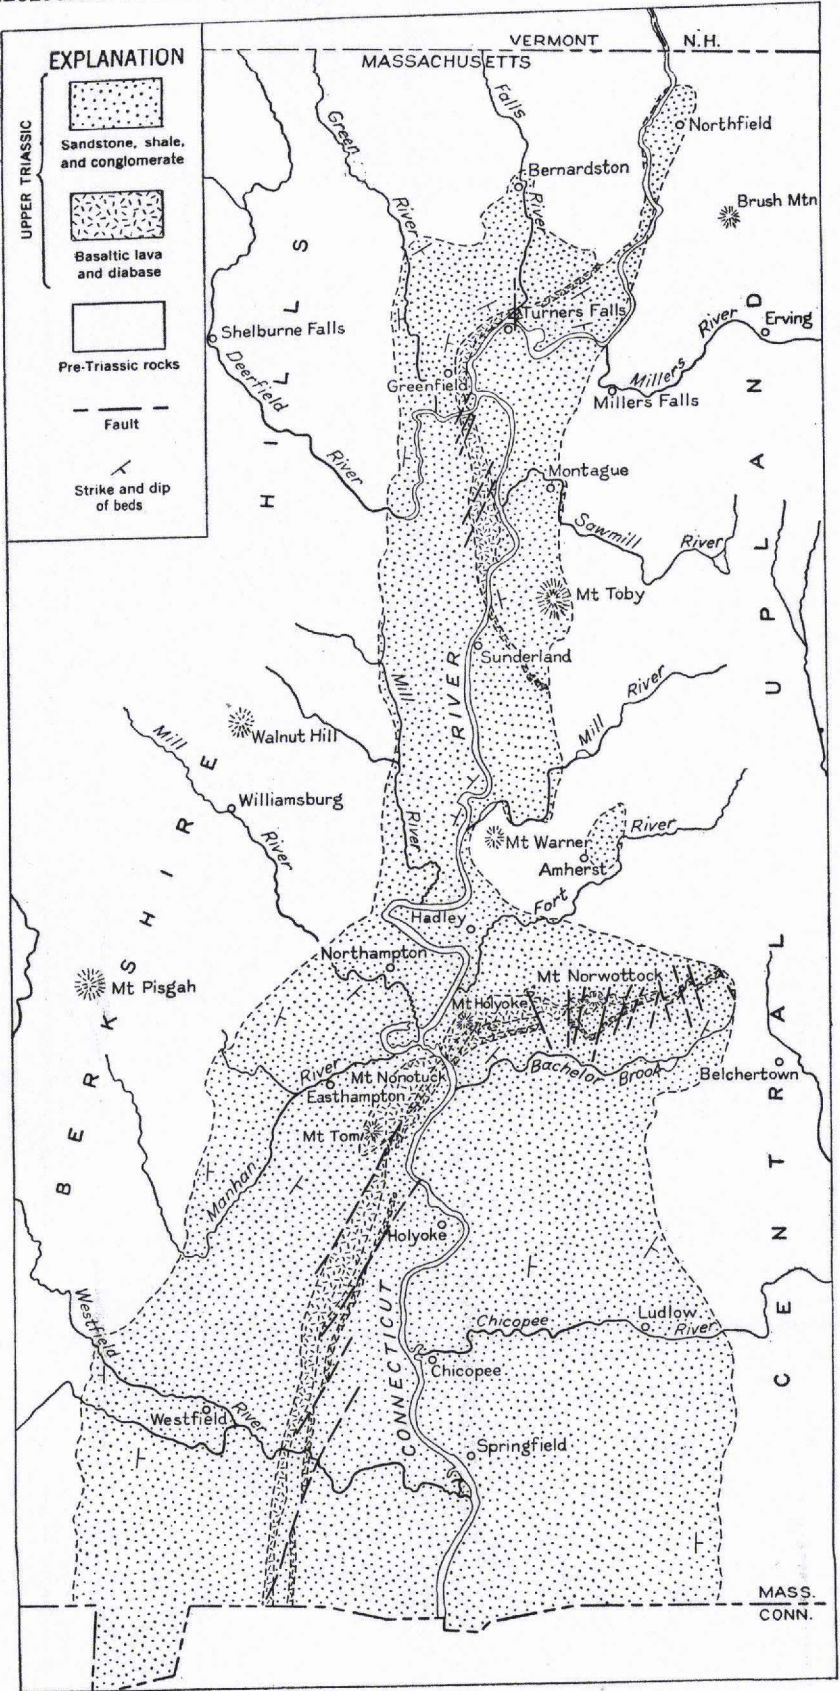 EXPLANATION
UPPER TRIASSIC
Sandstone, shale,
and conglomerate
Basaltic lava
and diabase
Pre-Triassic rocks
Fault
Strike and dip
of beds
VERMONT
N.H.
MASSACHUSETTS
Green
River
Falls
River
Northfield
Bernardston
Brush Mtn
Turners Falls
Shelburne Falls
Deerfield
River
Greenfield
Millers
River
Erving
Millers Falls
Montague
Sawmill
River
Mt Toby
Sunderland
Mill
River
Mill
River
Walnut Hill
Mill
River
Williamsburg
Mt Warner
Amherst
Fort
River
Hadley
Northampton
Mt Norwottock
Mt Holyoke
Mt Pisgah
River
Mt Nonotuck
Easthampton
Bachelor
Brook
Belchertown
Mt Tom
Manhan
Holyoke
Westfield
River
Chicopee
River
Ludlow
Chicopee
Westfield
Springfield
CONNECTICUT
RIVER
BERKSHIRE
HILLS
CENTRAL
UPLAND
MASS.
CONN.